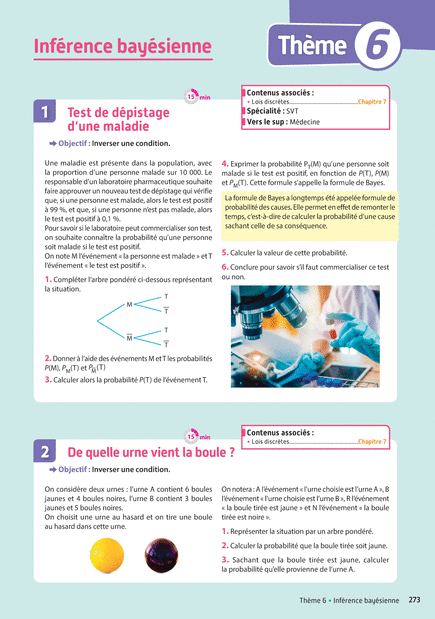 Inférence bayésienne
Thème 6
15 min
Contenus associés :
• Lois discrètes Chapitre 7
Spécialité : SVT
Vers le sup : Médecine
1
Test de dépistage
d'une maladie
Objectif : Inverser une condition.
Une maladie est présente dans la population, avec
la proportion d'une personne malade sur 10 000. Le
responsable d'un laboratoire pharmaceutique souhaite
faire approuver un nouveau test de dépistage qui vérifie
que, si une personne est malade, alors le test est positif
à 99 %, et que, si une personne n'est pas malade, alors
le test est positif à 0,1 %.
Pour savoir si le laboratoire peut commercialiser son test,
on souhaite connaître la probabilité qu'une personne
soit malade si le test est positif.
On note M l'événement « la personne est malade » et T
l'événement « le test est positif ».
1. Compléter l'arbre pondéré ci-dessous représentant
la situation.
T
M
T̅
T
M̅
T̅
2. Donner à l'aide des événements M et T les probabilités
P(M), P_M(T) et P_M̅(T)
3. Calculer alors la probabilité P(T) de l'événement T.
4. Exprimer la probabilité P_T(M) qu'une personne soit
malade si le test est positif, en fonction de P(T), P(M)
et P_M(T). Cette formule s'appelle la formule de Bayes.
La formule de Bayes a longtemps été appelée formule de
probabilité des causes. Elle permet en effet de remonter le
temps, c'est-à-dire de calculer la probabilité d'une cause
sachant celle de sa conséquence.
5. Calculer la valeur de cette probabilité.
6. Conclure pour savoir s'il faut commercialiser ce test
ou non.
15 min
Contenus associés :
• Lois discrètes Chapitre 7
2
De quelle urne vient la boule ?
Objectif : Inverser une condition.
On considère deux urnes : l'urne A contient 6 boules
jaunes et 4 boules noires, l'urne B contient 3 boules
jaunes et 5 boules noires.
On choisit une urne au hasard et on tire une boule
au hasard dans cette urne.
On notera : A l'événement « l'urne choisie est l'urne A », B
l'événement « l'urne choisie est l'urne B », R l'événement
« la boule tirée est jaune » et N l'événement « la boule
tirée est noire ».
1. Représenter la situation par un arbre pondéré.
2. Calculer la probabilité que la boule tirée soit jaune.
3. Sachant que la boule tirée est jaune, calculer
la probabilité qu'elle provienne de l'urne A.
Thème 6 • Inférence bayésienne 273